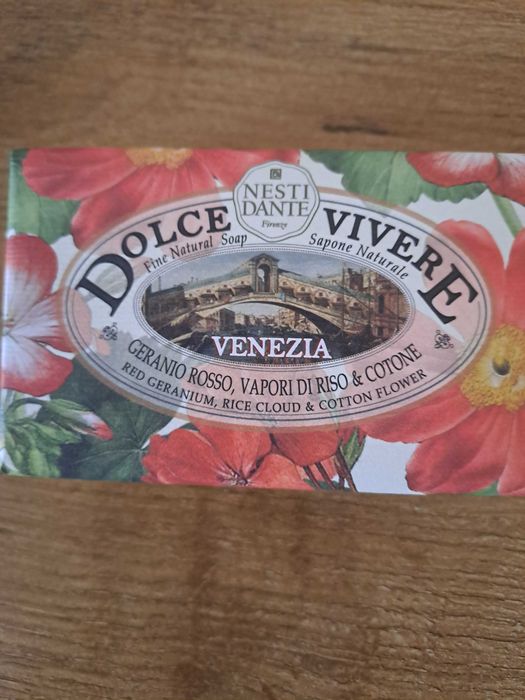 NESTI
DANTE
Firenze
DOLCE VIVERE
Fine Natural Soap
Sapone Naturale
VENEZIA
GERANIO ROSSO, VAPORI DI RISO & COTONE
RED GERANIUM, RICE CLOUD & COTTON FLOWER